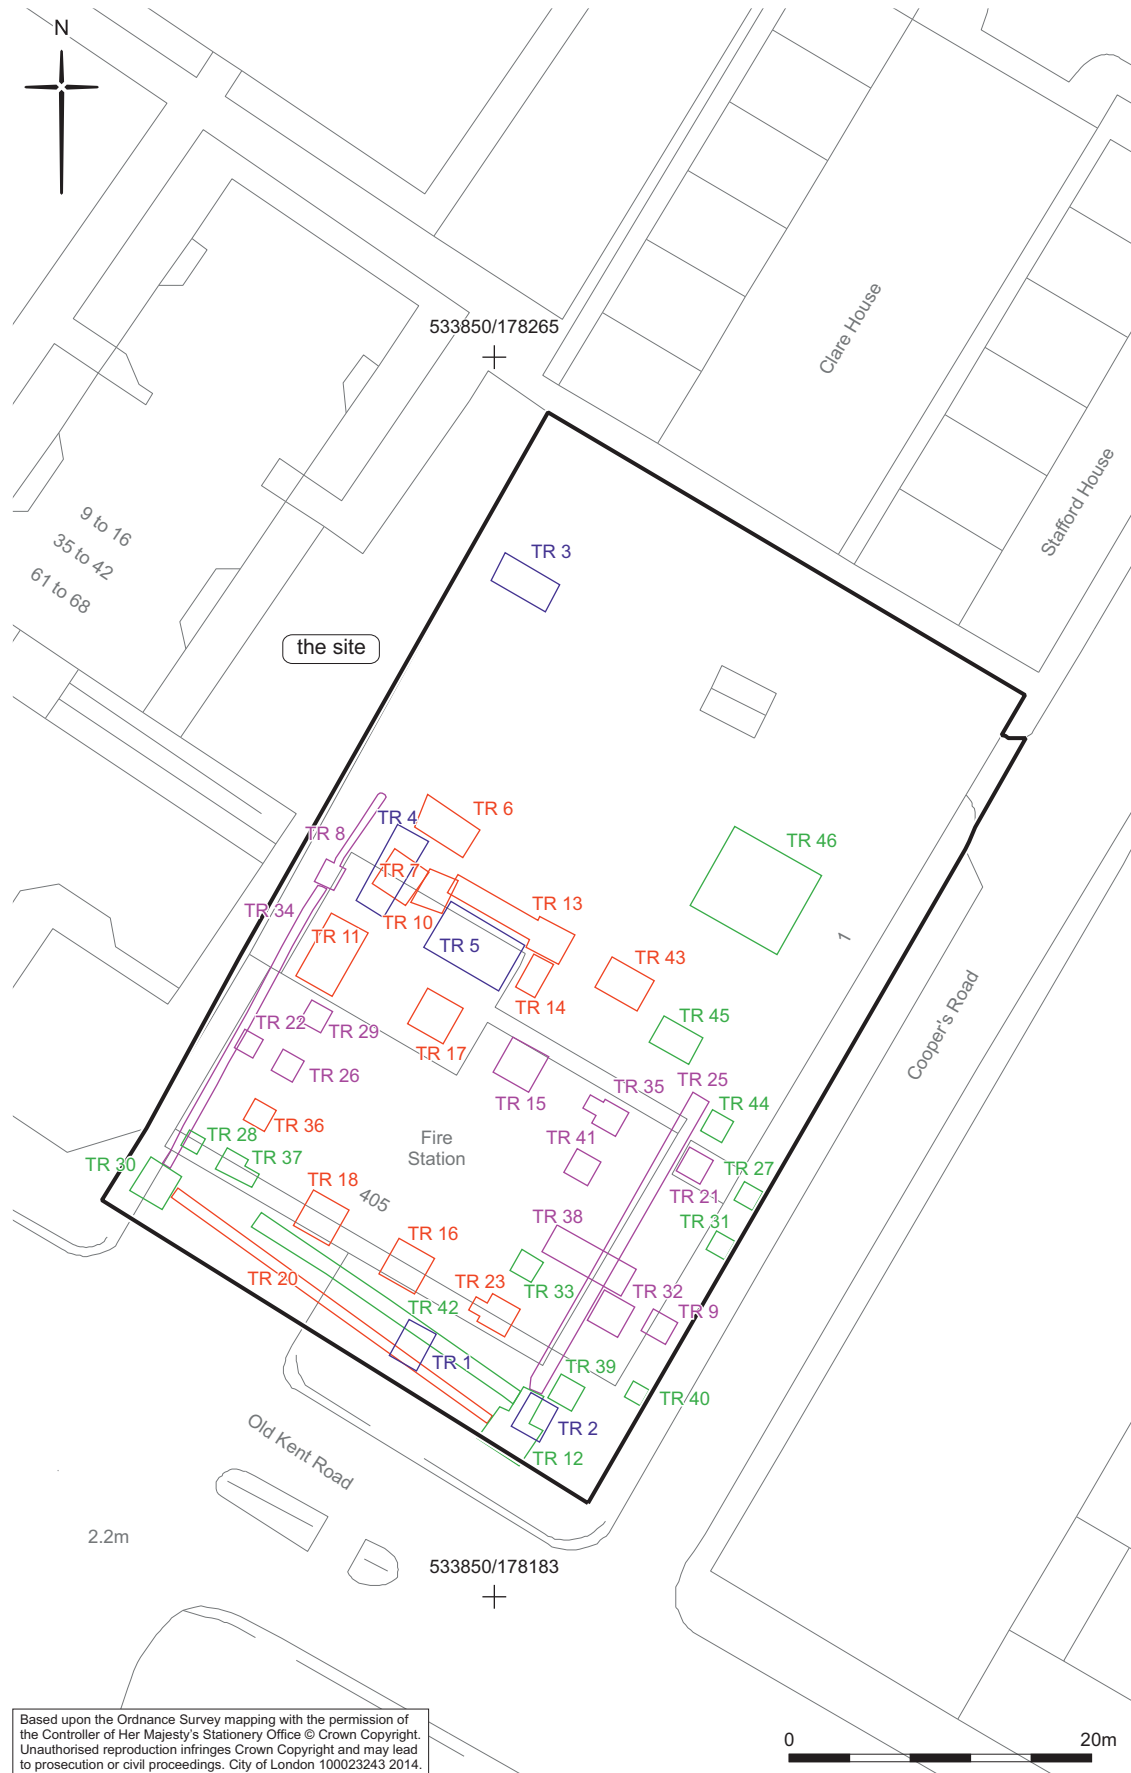 N
533850/178265
Clare House
Stafford House
9 to 16
35 to 42
61 to 68
TR 3
the site
TR 4
TR 6
TR 8
TR 7
TR 46
TR 34
TR 10
TR 13
TR 11
TR 5
1
TR 43
TR 14
TR 45
TR 22
TR 29
TR 17
Cooper's Road
TR 26
TR 15
TR 35
TR 25
TR 44
TR 36
TR 28
Fire
Station
TR 41
TR 30
TR 37
TR 27
TR 21
TR 18
405
TR 38
TR 31
TR 16
TR 20
TR 23
TR 33
TR 42
TR 32
TR 9
TR 1
TR 39
TR 40
TR 2
Old Kent Road
TR 12
2.2m
533850/178183
Based upon the Ordnance Survey mapping with the permission of
the Controller of Her Majesty's Stationery Office © Crown Copyright.
Unauthorised reproduction infringes Crown Copyright and may lead
to prosecution or civil proceedings. City of London 100023243 2014.
0
20m